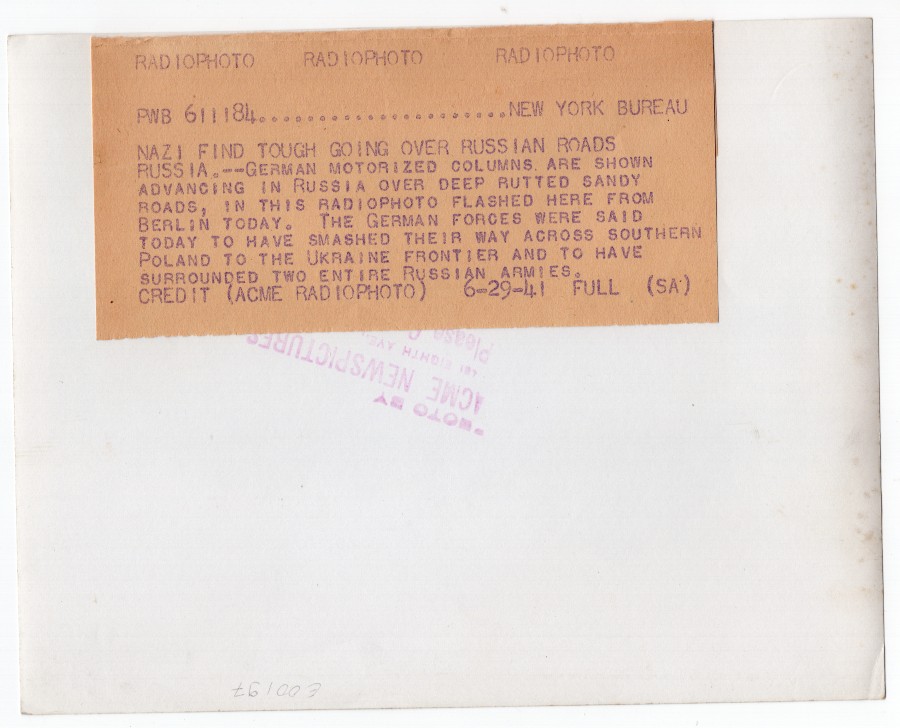 RADIOPHOTO RADIOPHOTO RADIOPHOTO
PWB 611184......................NEW YORK BUREAU
NAZI FIND TOUGH GOING OVER RUSSIAN ROADS
RUSSIA.--GERMAN MOTORIZED COLUMNS ARE SHOWN
ADVANCING IN RUSSIA OVER DEEP RUTTED SANDY
ROADS, IN THIS RADIOPHOTO FLASHED HERE FROM
BERLIN TODAY. THE GERMAN FORCES WERE SAID
TODAY TO HAVE SMASHED THEIR WAY ACROSS SOUTHERN
POLAND TO THE UKRAINE FRONTIER AND TO HAVE
SURROUNDED TWO ENTIRE RUSSIAN ARMIES.
CREDIT (ACME RADIOPHOTO) 6-29-41 FULL (SA)
PHOTO BY
ACME NEWSPICTURES
461 EIGHTH AVE.
Please C
E00197